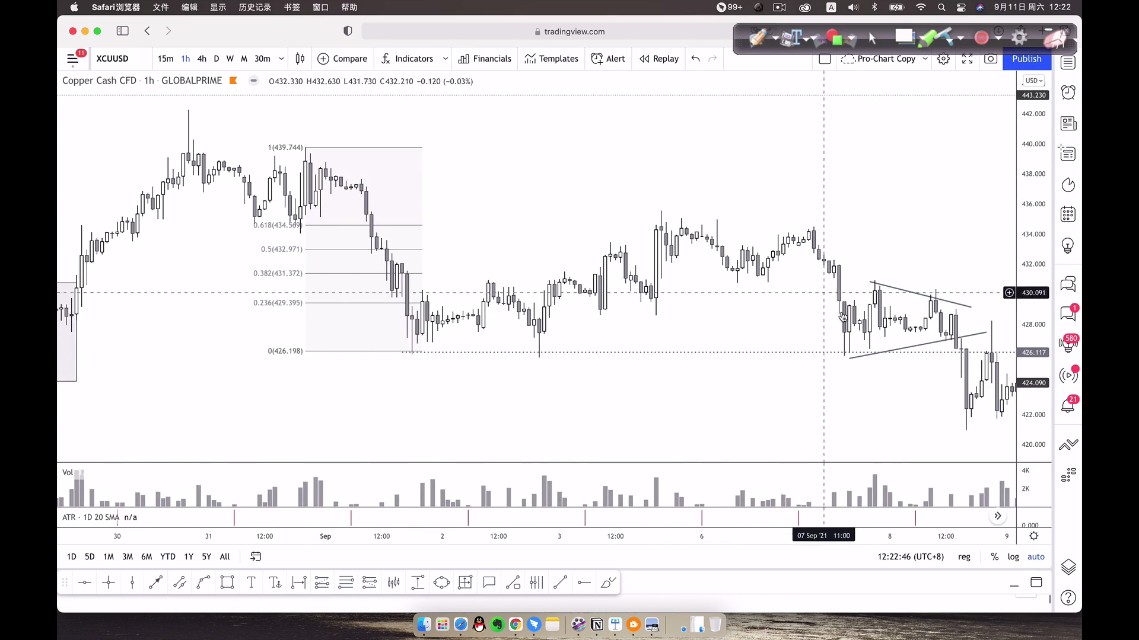 Safari浏览器 文件 编辑 显示 历史记录 书签 窗口 帮助 99+ A 9月11日 周六 12:22
tradingview.com
11 XCUUSD 15m 1h 4h D W M 30m Compare Indicators Financials Templates Alert Replay Pro-Chart Copy Publish
Copper Cash CFD · 1h · GLOBALPRIME O432.330 H432.630 L431.730 C432.210 -0.120 (-0.03%)
USD
443.230
442.000
440.000
438.000
436.000
434.000
432.000
430.091
428.000
426.117
424.090
422.000
420.000
1(439.744)
0.5(432.971)
0.382(431.372)
0.236(429.395)
0(426.198)
1
580
21
Vol
4K
2K
0.000
ATR · 1D 20 SMA n/a
30 31 12:00 Sep 12:00 2 12:00 3 12:00 6 07 Sep '21 11:00 8 12:00 9
1D 5D 1M 3M 6M YTD 1Y 5Y All 12:22:46 (UTC+8) reg % log auto